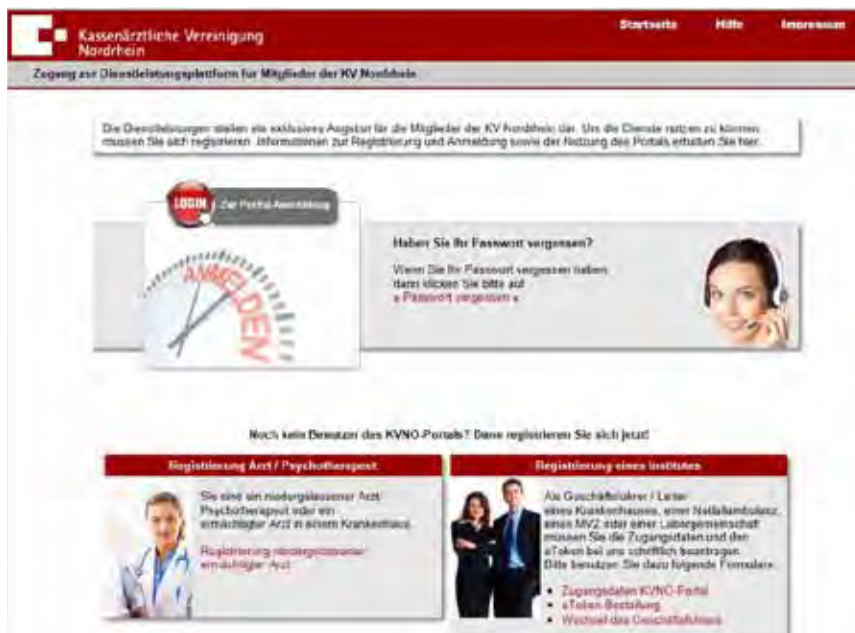 Startseite Hilfe Impressum
Kassenärztliche Vereinigung
Nordrhein
Zugang zur Dienstleistungsplattform für Mitglieder der KV Nordrhein
Die Dienstleistungen stellen ein exklusives Angebot für die Mitglieder der KV Nordrhein dar. Um die Dienste nutzen zu können
müssen Sie sich registrieren. Informationen zur Registrierung und Anmeldung sowie der Nutzung des Portals erhalten Sie hier.
LOGIN Zur Portal-Anmeldung
ANMELDEN
Haben Sie Ihr Passwort vergessen?
Wenn Sie Ihr Passwort vergessen haben,
dann klicken Sie bitte auf
» Passwort vergessen «
Noch kein Benutzer des KVNO-Portals? Dann registrieren Sie sich jetzt!
Registrierung Arzt / Psychotherapeut
Sie sind ein niedergelassener Arzt,
Psychotherapeut oder ein
ermächtigter Arzt in einem Krankenhaus.
Registrierung niedergelassener
ermächtigter Arzt
Registrierung eines Institutes
Als Geschäftsführer / Leiter
eines Krankenhauses, einer Notfallambulanz,
einen MVZ oder einer Laborgemeinschaft
müssen Sie die Zugangsdaten und den
eToken bei uns schriftlich beantragen.
Bitte benutzen Sie dazu folgende Formulare.
• Zugangsdaten KVNO-Portal
• eToken Bestellung
• Wechsel des Geschäftsführers